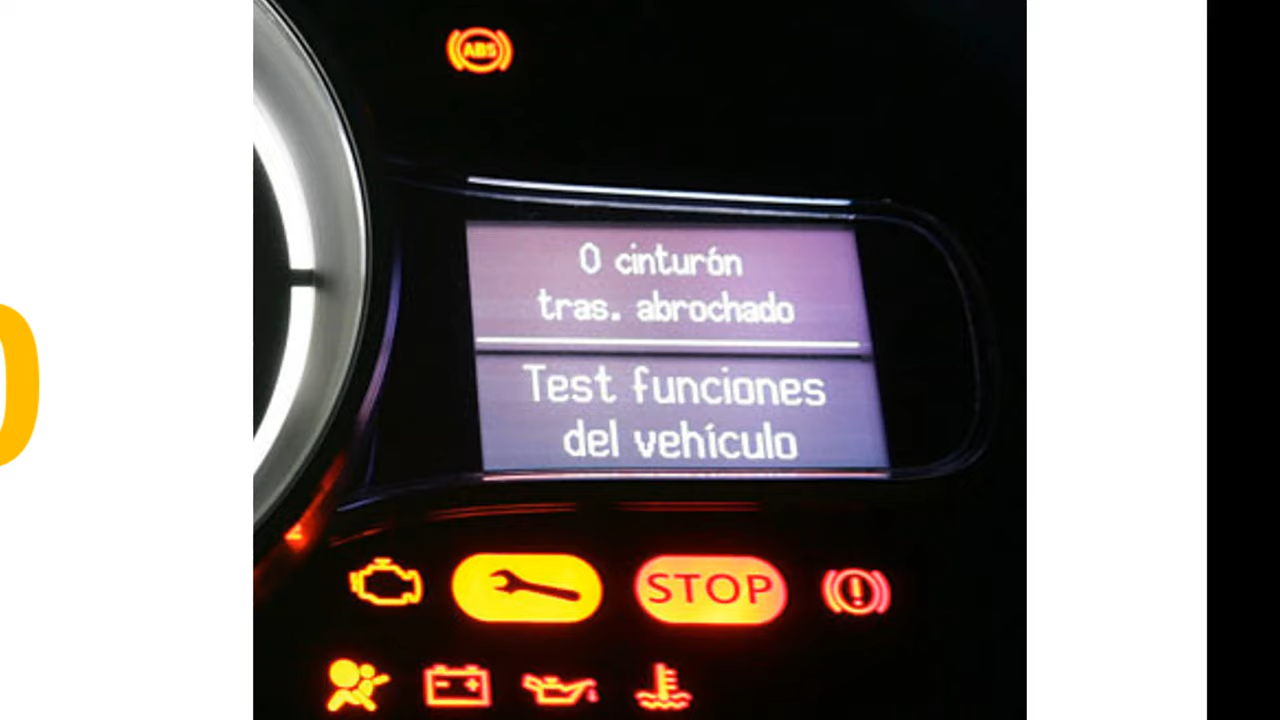 ABS
0 cinturón
tras. abrochado
Test funciones
del vehículo
STOP